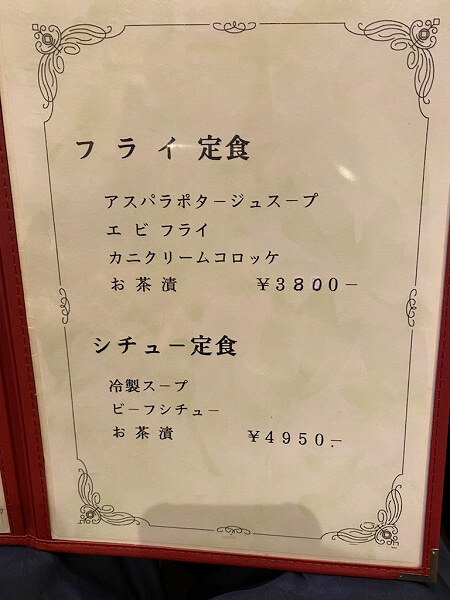 フライ定食
アスパラポタージュスープ
エビフライ
カニクリームコロッケ
お茶漬 ￥3800−
シチュー定食
冷製スープ
ビーフシチュー
お茶漬 ￥4950−